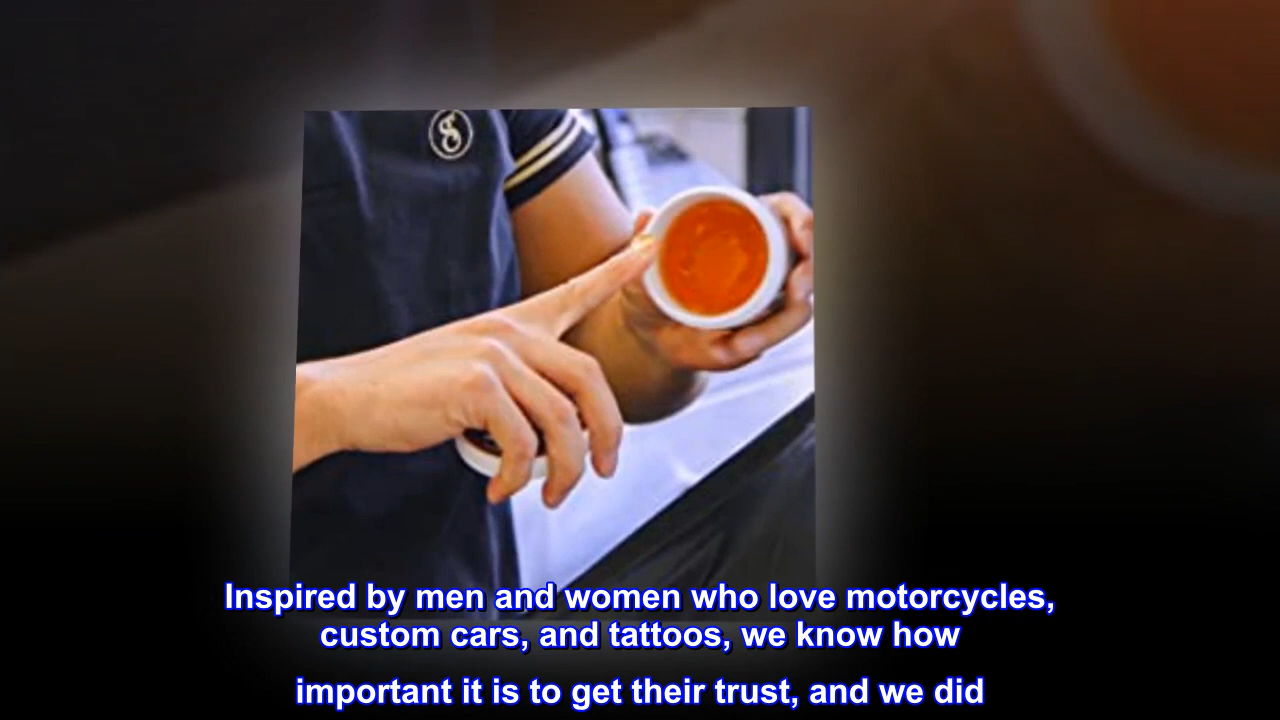 Inspired by men and women who love motorcycles,
custom cars, and tattoos, we know how
important it is to get their trust, and we did